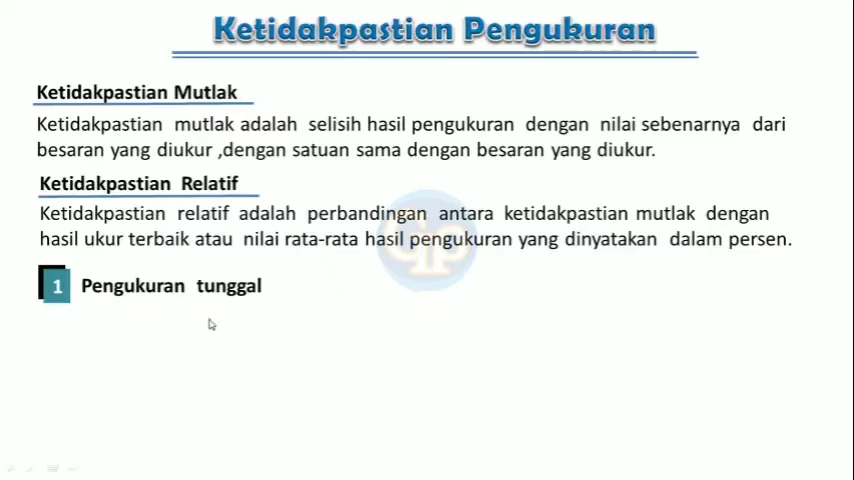 Ketidakpastian Pengukuran
Ketidakpastian Mutlak
Ketidakpastian mutlak adalah selisih hasil pengukuran dengan nilai sebenarnya dari
besaran yang diukur ,dengan satuan sama dengan besaran yang diukur.
Ketidakpastian Relatif
Ketidakpastian relatif adalah perbandingan antara ketidakpastian mutlak dengan
hasil ukur terbaik atau nilai rata-rata hasil pengukuran yang dinyatakan dalam persen.
1 Pengukuran tunggal